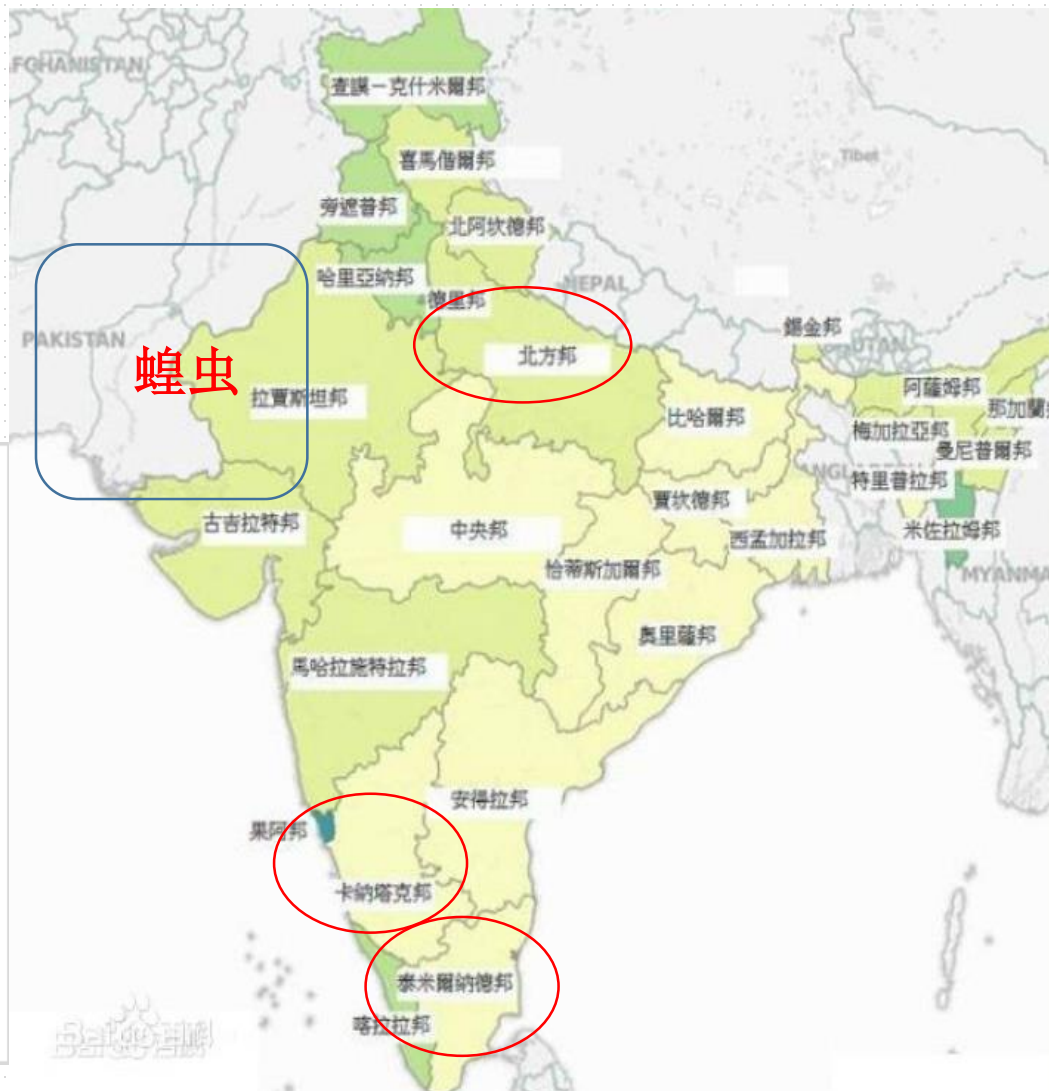 FGHANISTAN
查謨－克什米爾邦
喜馬偕爾邦
Tibet
旁遮普邦
北阿坎德邦
哈里亞納邦
NEPAL
德里邦
錫金邦
PAKISTAN
UTAN
北方邦
蝗虫
阿薩姆邦
拉賈斯坦邦
那加蘭
比哈爾邦
梅加拉亞邦
曼尼普爾邦
ANGL
特里普拉邦
賈坎德邦
古吉拉特邦
中央邦
西孟加拉邦
米佐拉姆邦
恰蒂斯加爾邦
MYANMA
奧里薩邦
馬哈拉施特拉邦
安得拉邦
果阿邦
卡納塔克邦
泰米爾納德邦
喀拉拉邦